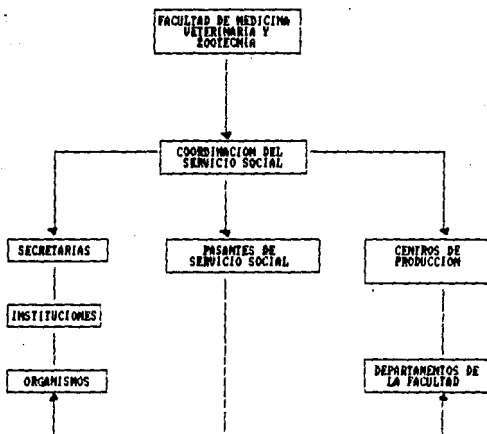 FACULTAD DE MEDICINA
VETERINARIA Y
ZOOTECNIA
COORDINACION DEL
SERVICIO SOCIAL
SECRETARIAS
PASANTES DE
SERVICIO SOCIAL
CENTROS DE
PRODUCCION
INSTITUCIONES
ORGANISMOS
DEPARTAMENTOS DE
LA FACULTAD